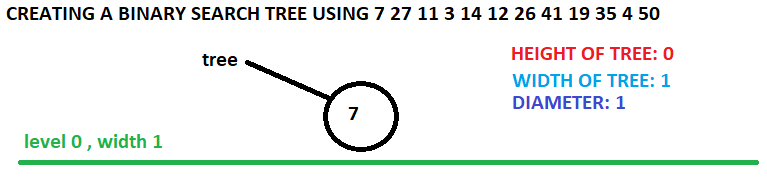 CREATING A BINARY SEARCH TREE USING 7 27 11 3 14 12 26 41 19 35 4 50
tree
HEIGHT OF TREE: 0
WIDTH OF TREE: 1
DIAMETER: 1
7
level 0 , width 1